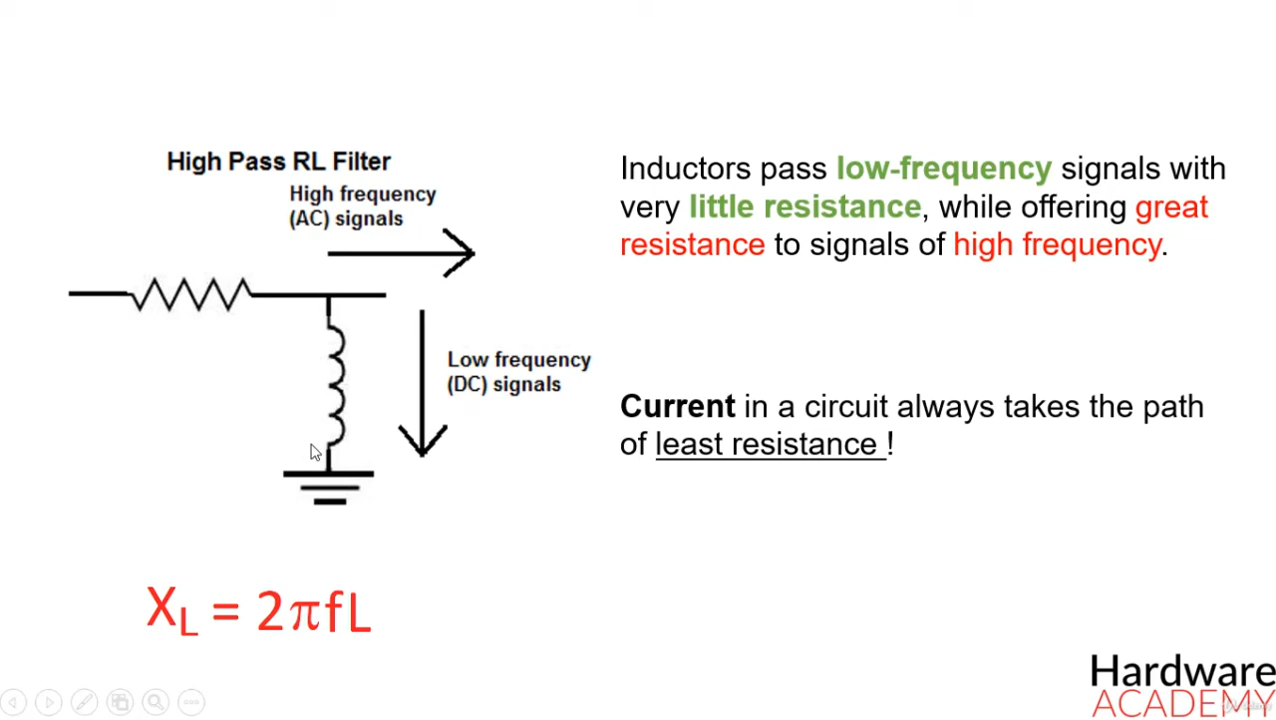 High Pass RL Filter
High frequency
(AC) signals
Low frequency
(DC) signals
X_L = 2πfL
Inductors pass low-frequency signals with
very little resistance, while offering great
resistance to signals of high frequency.
Current in a circuit always takes the path
of least resistance !
Hardware
ACADEMY